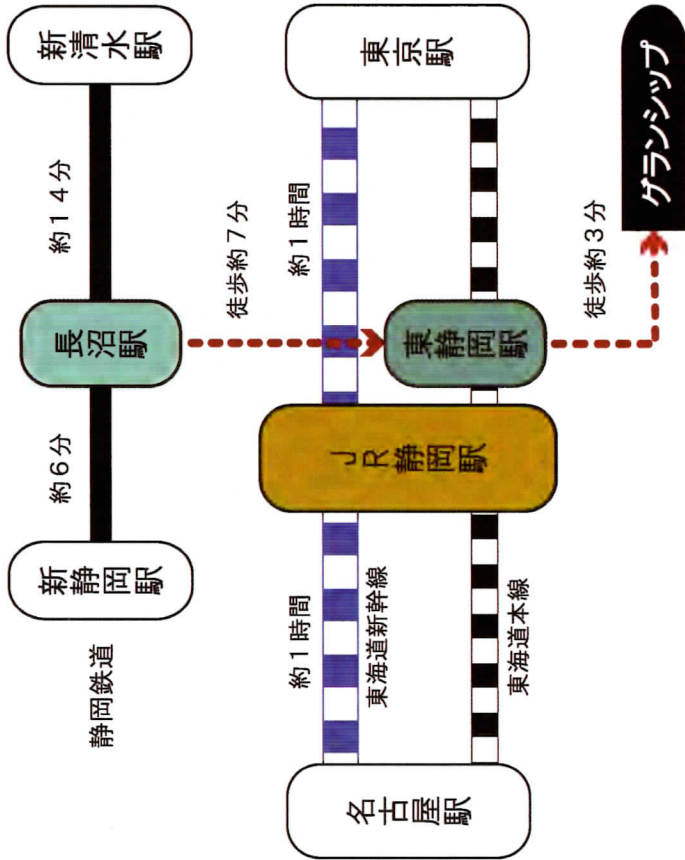 静岡鉄道
新静岡駅
約6分
長沼駅
約14分
新清水駅
徒歩約7分
名古屋駅
約1時間
東海道新幹線
JR静岡駅
約1時間
東京駅
東海道本線
東静岡駅
徒歩約3分
グランシップ